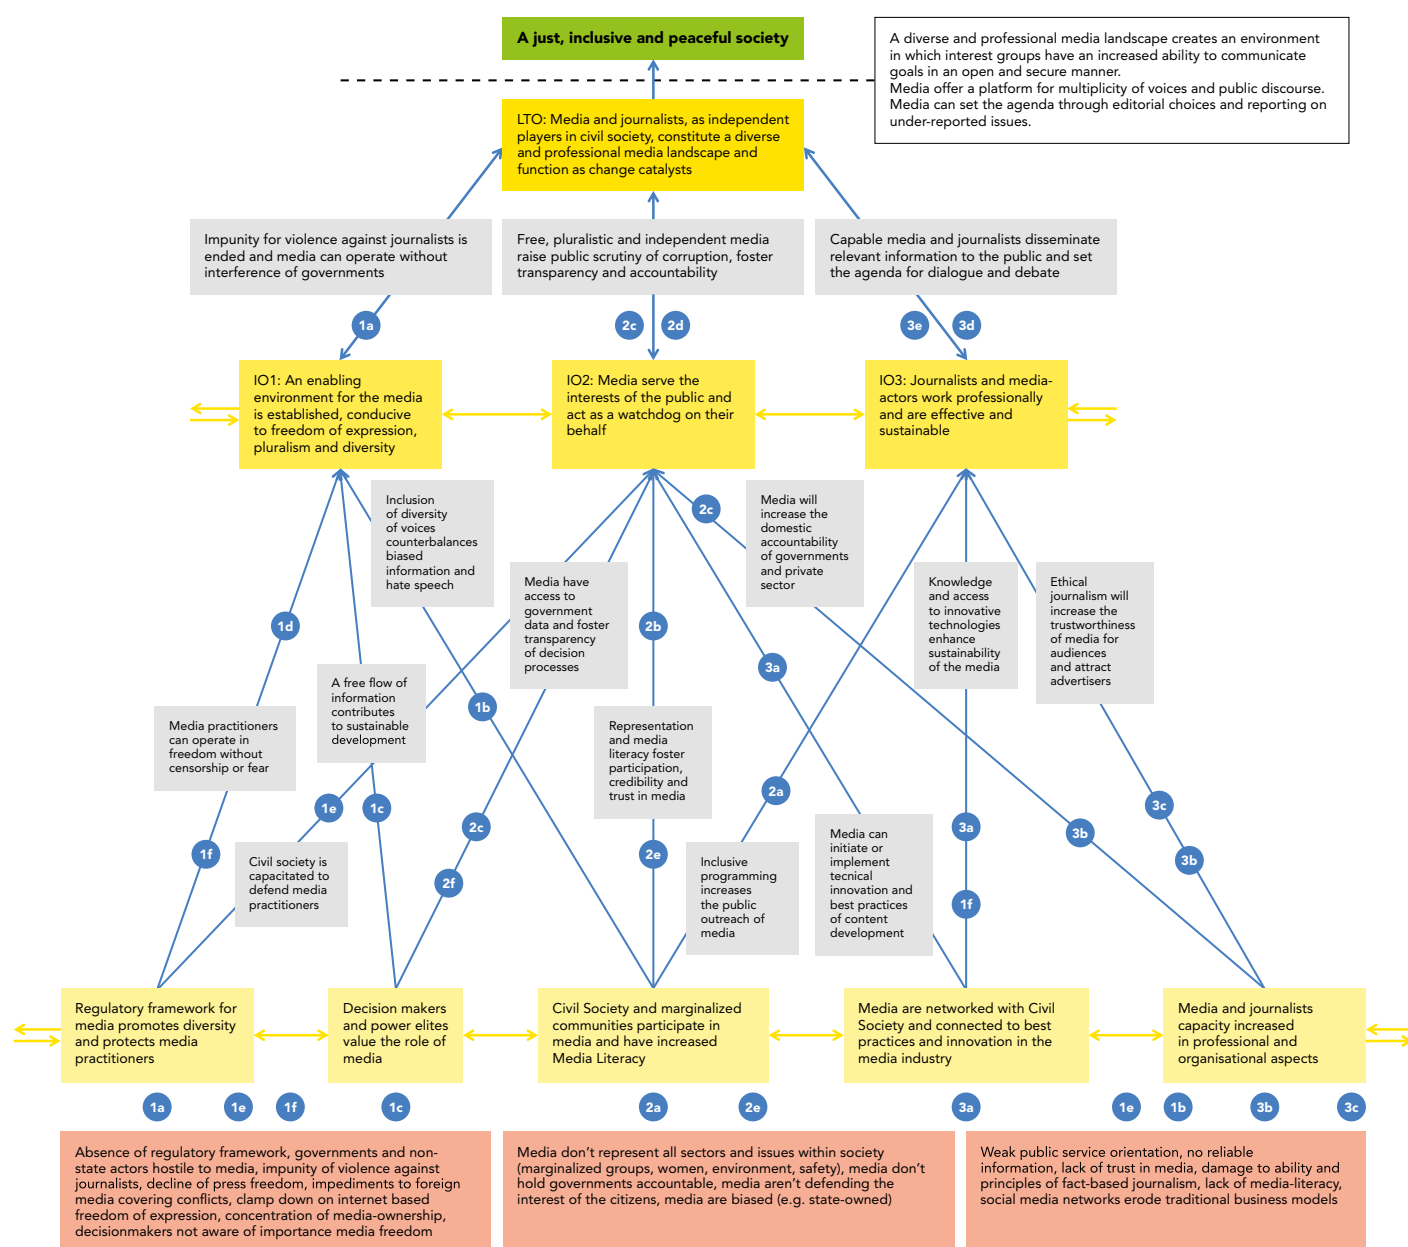 A just, inclusive and peaceful society
A diverse and professional media landscape creates an environment
in which interest groups have an increased ability to communicate
goals in an open and secure manner.
Media offer a platform for multiplicity of voices and public discourse.
Media can set the agenda through editorial choices and reporting on
under-reported issues.
LTO: Media and journalists, as independent
players in civil society, constitute a diverse
and professional media landscape and
function as change catalysts
Impunity for violence against journalists is
ended and media can operate without
interference of governments
Free, pluralistic and independent media
raise public scrutiny of corruption, foster
transparency and accountability
Capable media and journalists disseminate
relevant information to the public and set
the agenda for dialogue and debate
1a
2c
2d
3e
3d
IO1: An enabling
environment for the media
is established, conducive
to freedom of expression,
pluralism and diversity
IO2: Media serve the
interests of the public and
act as a watchdog on their
behalf
IO3: Journalists and media-
actors work professionally
and are effective and
sustainable
Inclusion
of diversity
of voices
counterbalances
biased
information and
hate speech
2c
Media will
increase the
domestic
accountability
of governments
and private
sector
Media have
access to
government
data and foster
transparency
of decision
processes
Knowledge
and access
to innovative
technologies
enhance
sustainability
of the media
Ethical
journalism will
increase the
trustworthiness
of media for
audiences
and attract
advertisers
1d
2b
3a
A free flow of
information
contributes
to sustainable
development
1b
Media practitioners
can operate in
freedom without
censorship or fear
Representation
and media
literacy foster
participation,
credibility and
trust in media
1e
1c
2c
2a
3a
3b
3c
1f
2f
2e
1f
3b
Civil society is
capacitated to
defend media
practitioners
Inclusive
programming
increases
the public
outreach of
media
Media can
initiate or
implement
tecnical
innovation and
best practices
of content
development
Regulatory framework for
media promotes diversity
and protects media
practitioners
Decision makers
and power elites
value the role of
media
Civil Society and marginalized
communities participate in
media and have increased
Media Literacy
Media are networked with Civil
Society and connected to best
practices and innovation in the
media industry
Media and journalists
capacity increased
in professional and
organisational aspects
1a
1e
1f
1c
2a
2e
3a
1e
1b
3b
3c
Absence of regulatory framework, governments and non-
state actors hostile to media, impunity of violence against
journalists, decline of press freedom, impediments to foreign
media covering conflicts, clamp down on internet based
freedom of expression, concentration of media-ownership,
decisionmakers not aware of importance media freedom
Media don't represent all sectors and issues within society
(marginalized groups, women, environment, safety), media don't
hold governments accountable, media aren't defending the
interest of the citizens, media are biased (e.g. state-owned)
Weak public service orientation, no reliable
information, lack of trust in media, damage to ability and
principles of fact-based journalism, lack of media-literacy,
social media networks erode traditional business models